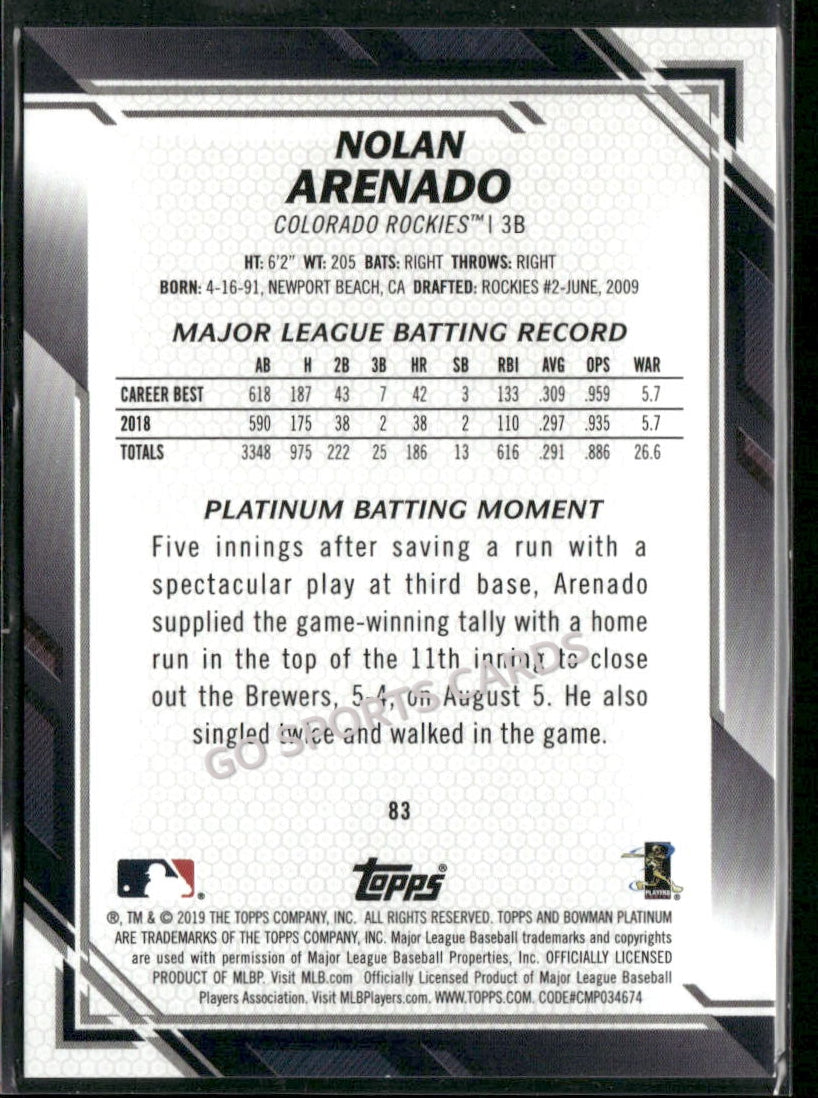 NOLAN
ARENADO
COLORADO ROCKIES™ | 3B
HT: 6'2" WT: 205 BATS: RIGHT THROWS: RIGHT
BORN: 4-16-91, NEWPORT BEACH, CA DRAFTED: ROCKIES #2-JUNE, 2009
MAJOR LEAGUE BATTING RECORD
AB H 2B 3B HR SB RBI AVG OPS WAR
CAREER BEST 618 187 43 7 42 3 133 .309 .959 5.7
2018 590 175 38 2 38 2 110 .297 .935 5.7
TOTALS 3348 975 222 25 186 13 616 .291 .886 26.6
PLATINUM BATTING MOMENT
Five innings after saving a run with a
spectacular play at third base, Arenado
supplied the game-winning tally with a home
run in the top of the 11th inning to close
out the Brewers, 5-4, on August 5. He also
singled twice and walked in the game.
GO SPORTS CARDS
83
Topps®
PLAYERS
®, TM & © 2019 THE TOPPS COMPANY, INC. ALL RIGHTS RESERVED. TOPPS AND BOWMAN PLATINUM
ARE TRADEMARKS OF THE TOPPS COMPANY, INC. Major League Baseball trademarks and copyrights
are used with permission of Major League Baseball Properties, Inc. OFFICIALLY LICENSED
PRODUCT OF MLBP. Visit MLB.com Officially Licensed Product of Major League Baseball
Players Association. Visit MLBPlayers.com. WWW.TOPPS.COM. CODE#CMP034674